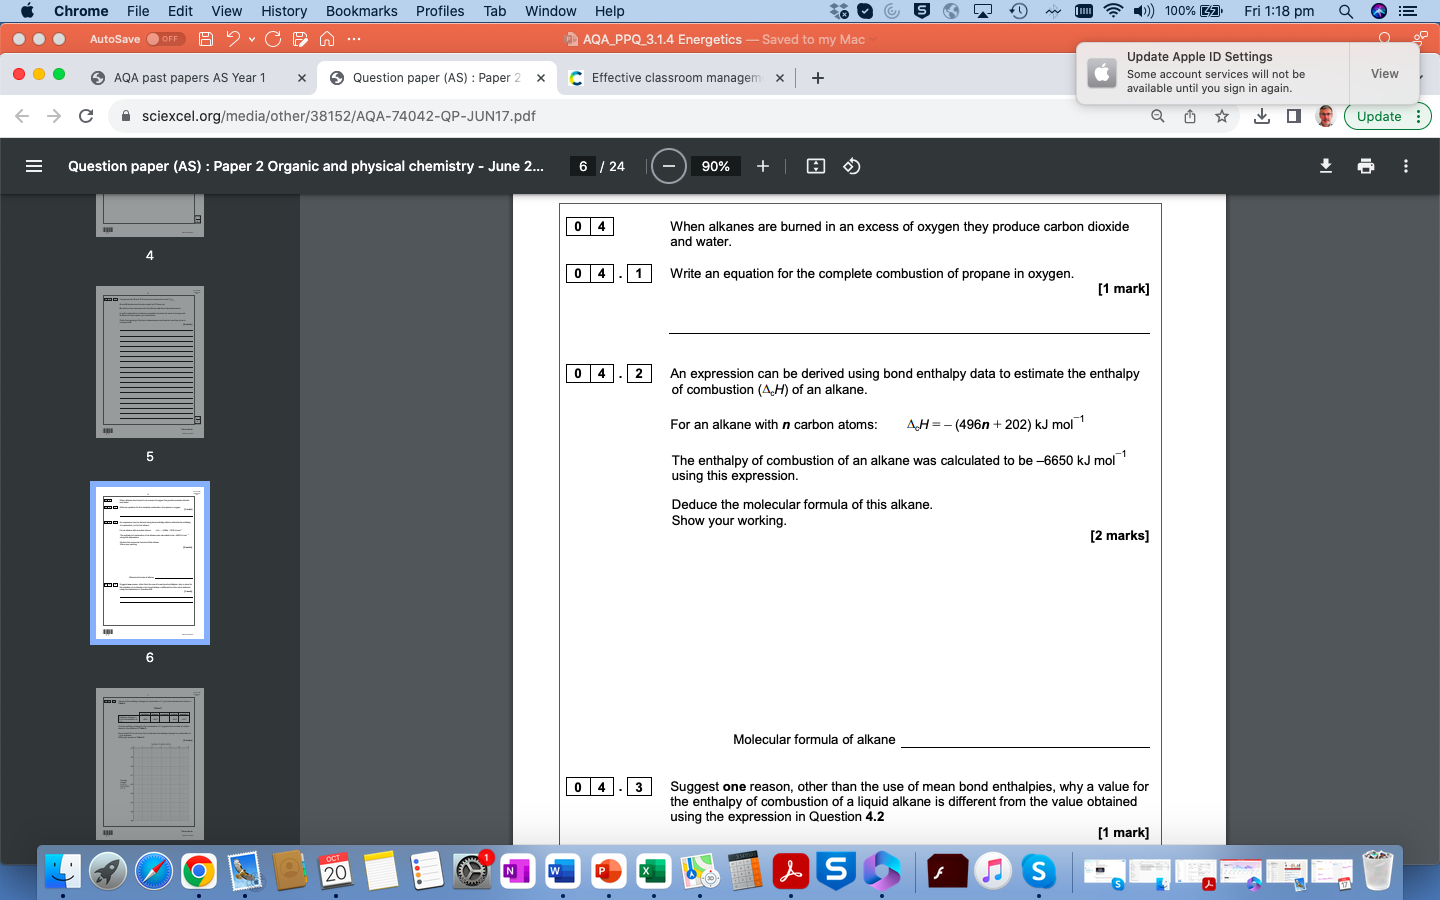 Chrome File Edit View History Bookmarks Profiles Tab Window Help 100% Fri 1:18 pm
AutoSave OFF AQA_PPQ_3.1.4 Energetics — Saved to my Mac
AQA past papers AS Year 1 Question paper (AS) : Paper 2 Effective classroom managem
Update Apple ID Settings
Some account services will not be
available until you sign in again.
View
sciexcel.org/media/other/38152/AQA-74042-QP-JUN17.pdf Update
Question paper (AS) : Paper 2 Organic and physical chemistry - June 2... 6 / 24 90%
4
5
6
0 4 When alkanes are burned in an excess of oxygen they produce carbon dioxide
and water.
0 4 . 1 Write an equation for the complete combustion of propane in oxygen.
[1 mark]
0 4 . 2 An expression can be derived using bond enthalpy data to estimate the enthalpy
of combustion (ΔcH) of an alkane.
For an alkane with n carbon atoms: ΔcH = – (496n + 202) kJ mol⁻¹
The enthalpy of combustion of an alkane was calculated to be –6650 kJ mol⁻¹
using this expression.
Deduce the molecular formula of this alkane.
Show your working.
[2 marks]
Molecular formula of alkane
0 4 . 3 Suggest one reason, other than the use of mean bond enthalpies, why a value for
the enthalpy of combustion of a liquid alkane is different from the value obtained
using the expression in Question 4.2
[1 mark]
OCT
20
1